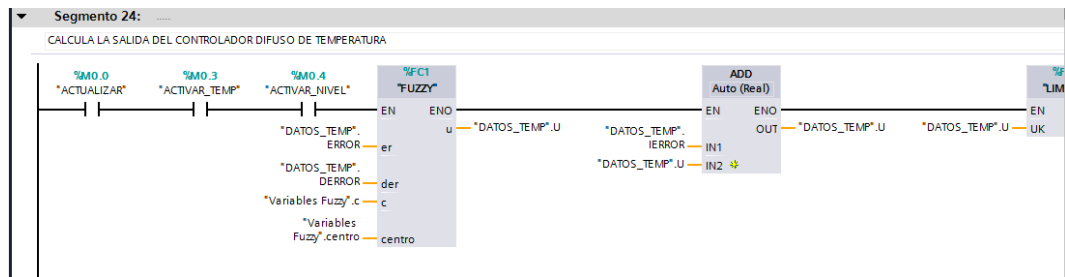 Segmento 24: .....
CALCULA LA SALIDA DEL CONTROLADOR DIFUSO DE TEMPERATURA
%M0.0
"ACTUALIZAR"
%M0.3
"ACTIVAR_TEMP"
%M0.4
"ACTIVAR_NIVEL"
%FC1
"FUZZY"
EN ENO
u
"DATOS_TEMP".U
"DATOS_TEMP".
ERROR
er
"DATOS_TEMP".
DERROR
der
"Variables Fuzzy".c
c
"Variables
Fuzzy".centro
centro
ADD
Auto (Real)
EN ENO
OUT
"DATOS_TEMP".U
"DATOS_TEMP".
IERROR
IN1
"DATOS_TEMP".U
IN2
"LIM
EN
"DATOS_TEMP".U
UK